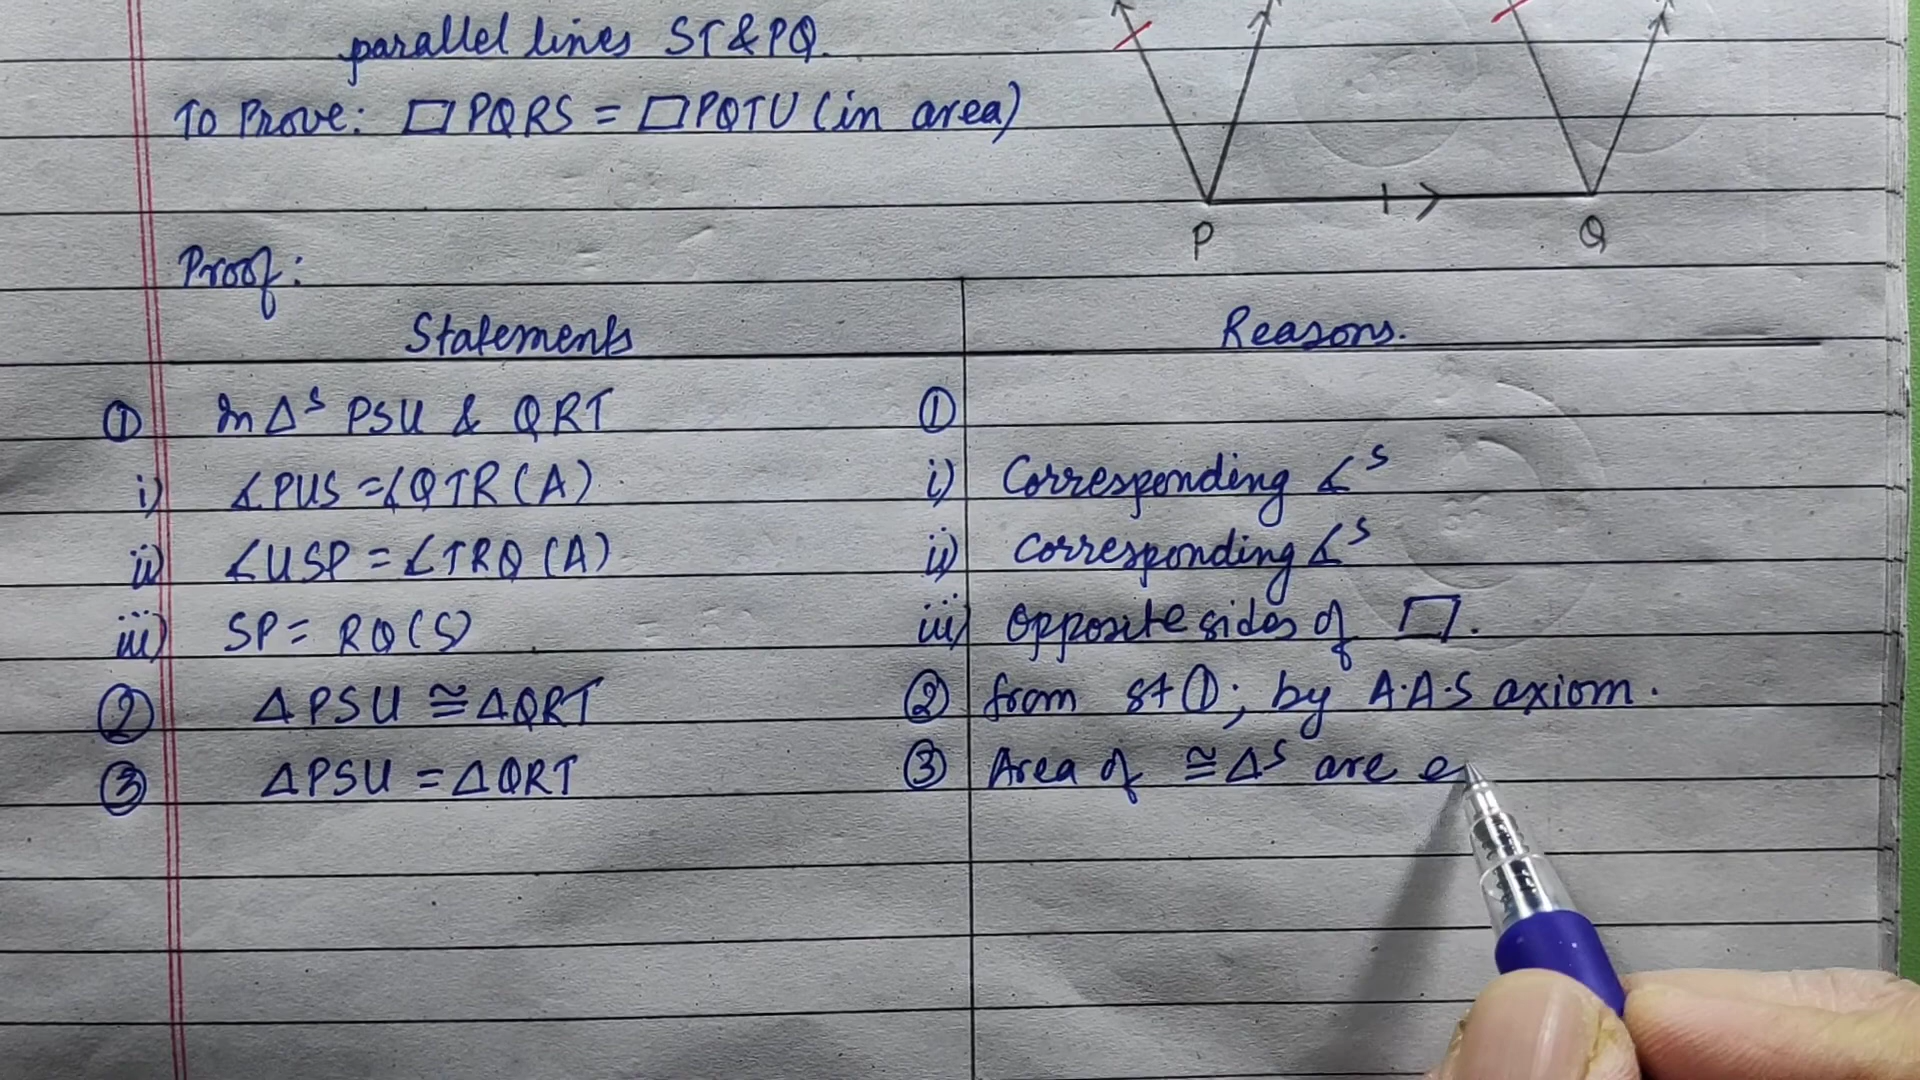 parallel lines ST & PQ.
To Prove: ▱PQRS = ▱PQTU (in area)
P Q
Proof:
Statements Reasons.
① In Δˢ PSU & QRT ①
i) ∡PUS = ∡QTR (A) i) Corresponding ∡ˢ
ii) ∡USP = ∡TRQ (A) ii) Corresponding ∡ˢ
iii) SP = RQ (S) iii) Opposite sides of ▱.
② ΔPSU ≅ ΔQRT ② from st ①; by A.A.S axiom.
③ ΔPSU = ΔQRT ③ Area of ≅ Δˢ are e